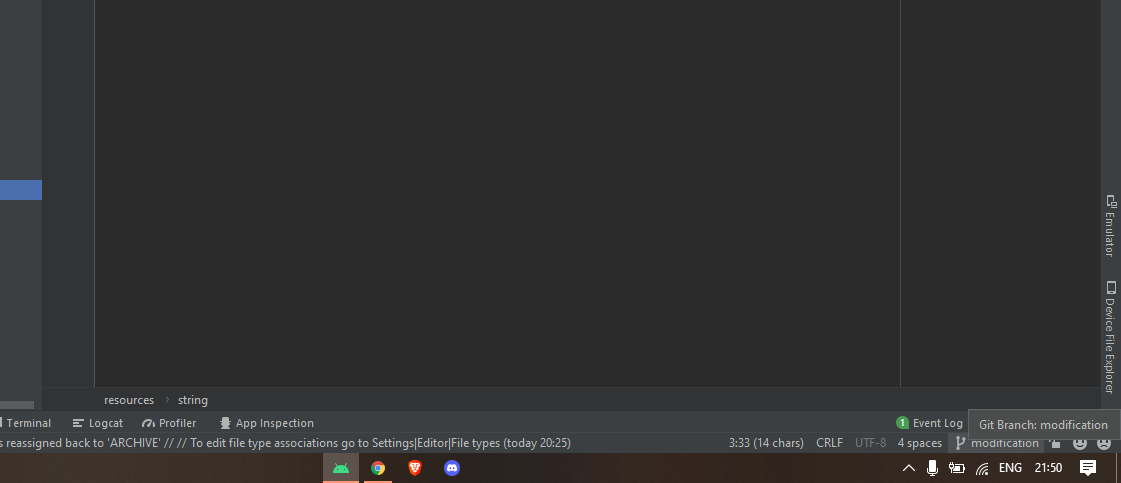 Emulator
Device File Explorer
resources string
Terminal Logcat Profiler App Inspection 1 Event Log
Git Branch: modification
s reassigned back to 'ARCHIVE' // // To edit file type associations go to Settings|Editor|File types (today 20:25) 3:33 (14 chars) CRLF UTF-8 4 spaces modification
ENG 21:50